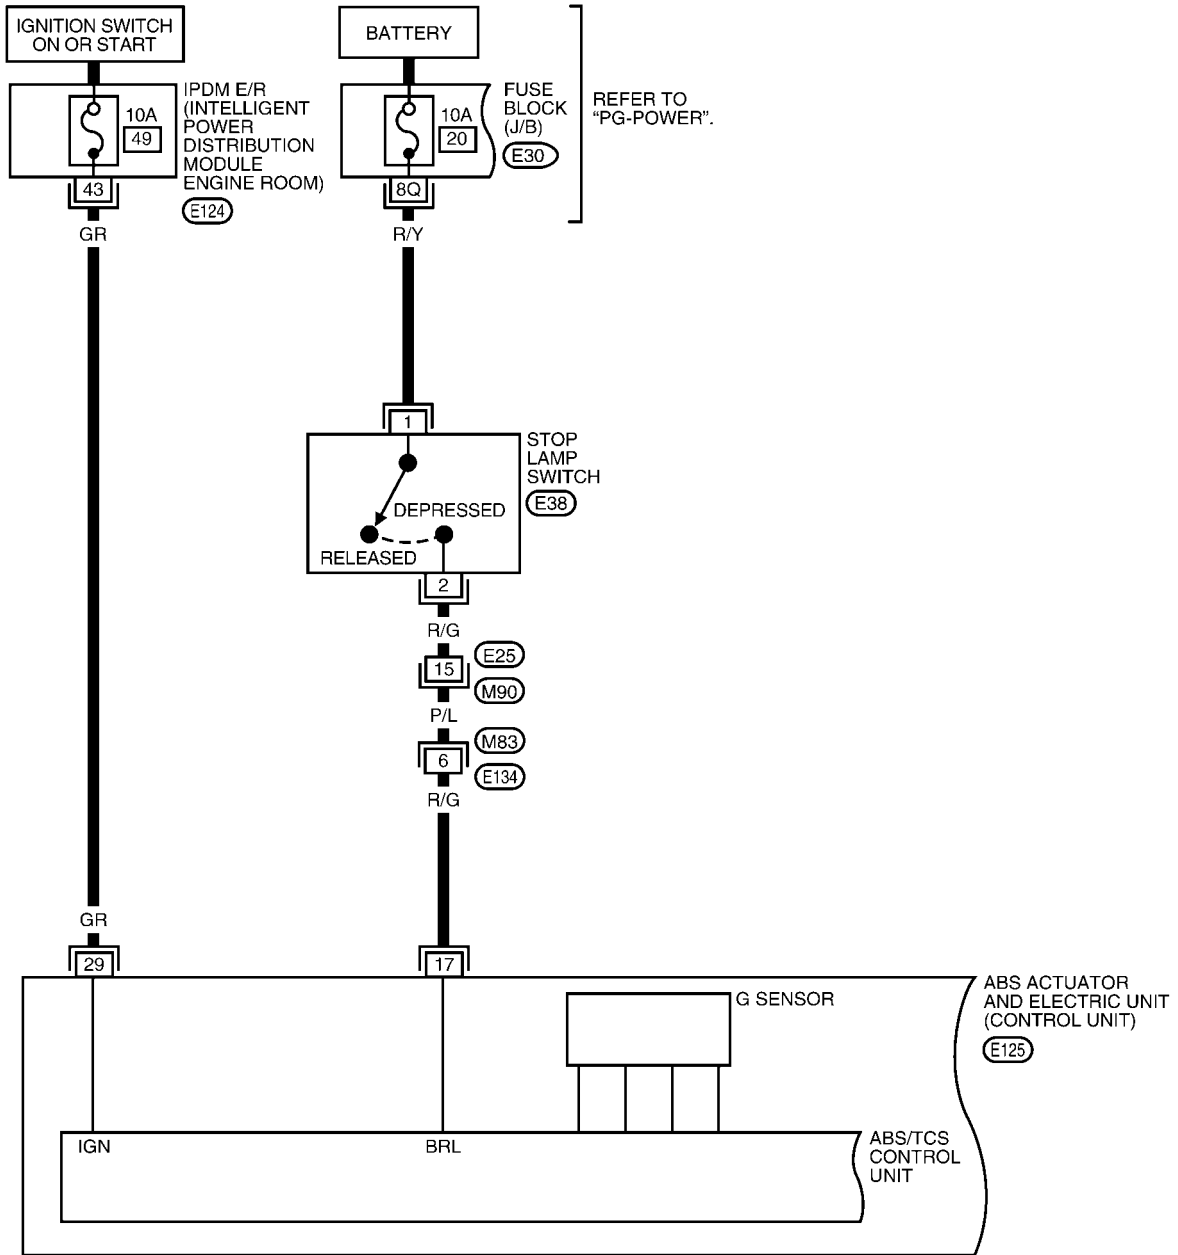 IGNITION SWITCH
ON OR START
BATTERY
10A
49
IPDM E/R
(INTELLIGENT
POWER
DISTRIBUTION
MODULE
ENGINE ROOM)
E124
43
GR
10A
20
FUSE
BLOCK
(J/B)
E30
REFER TO
“PG-POWER”.
8Q
R/Y
1
STOP
LAMP
SWITCH
E38
DEPRESSED
RELEASED
2
R/G
15
E25
M90
P/L
6
M83
E134
R/G
GR
29
17
G SENSOR
ABS ACTUATOR
AND ELECTRIC UNIT
(CONTROL UNIT)
E125
IGN
BRL
ABS/TCS
CONTROL
UNIT